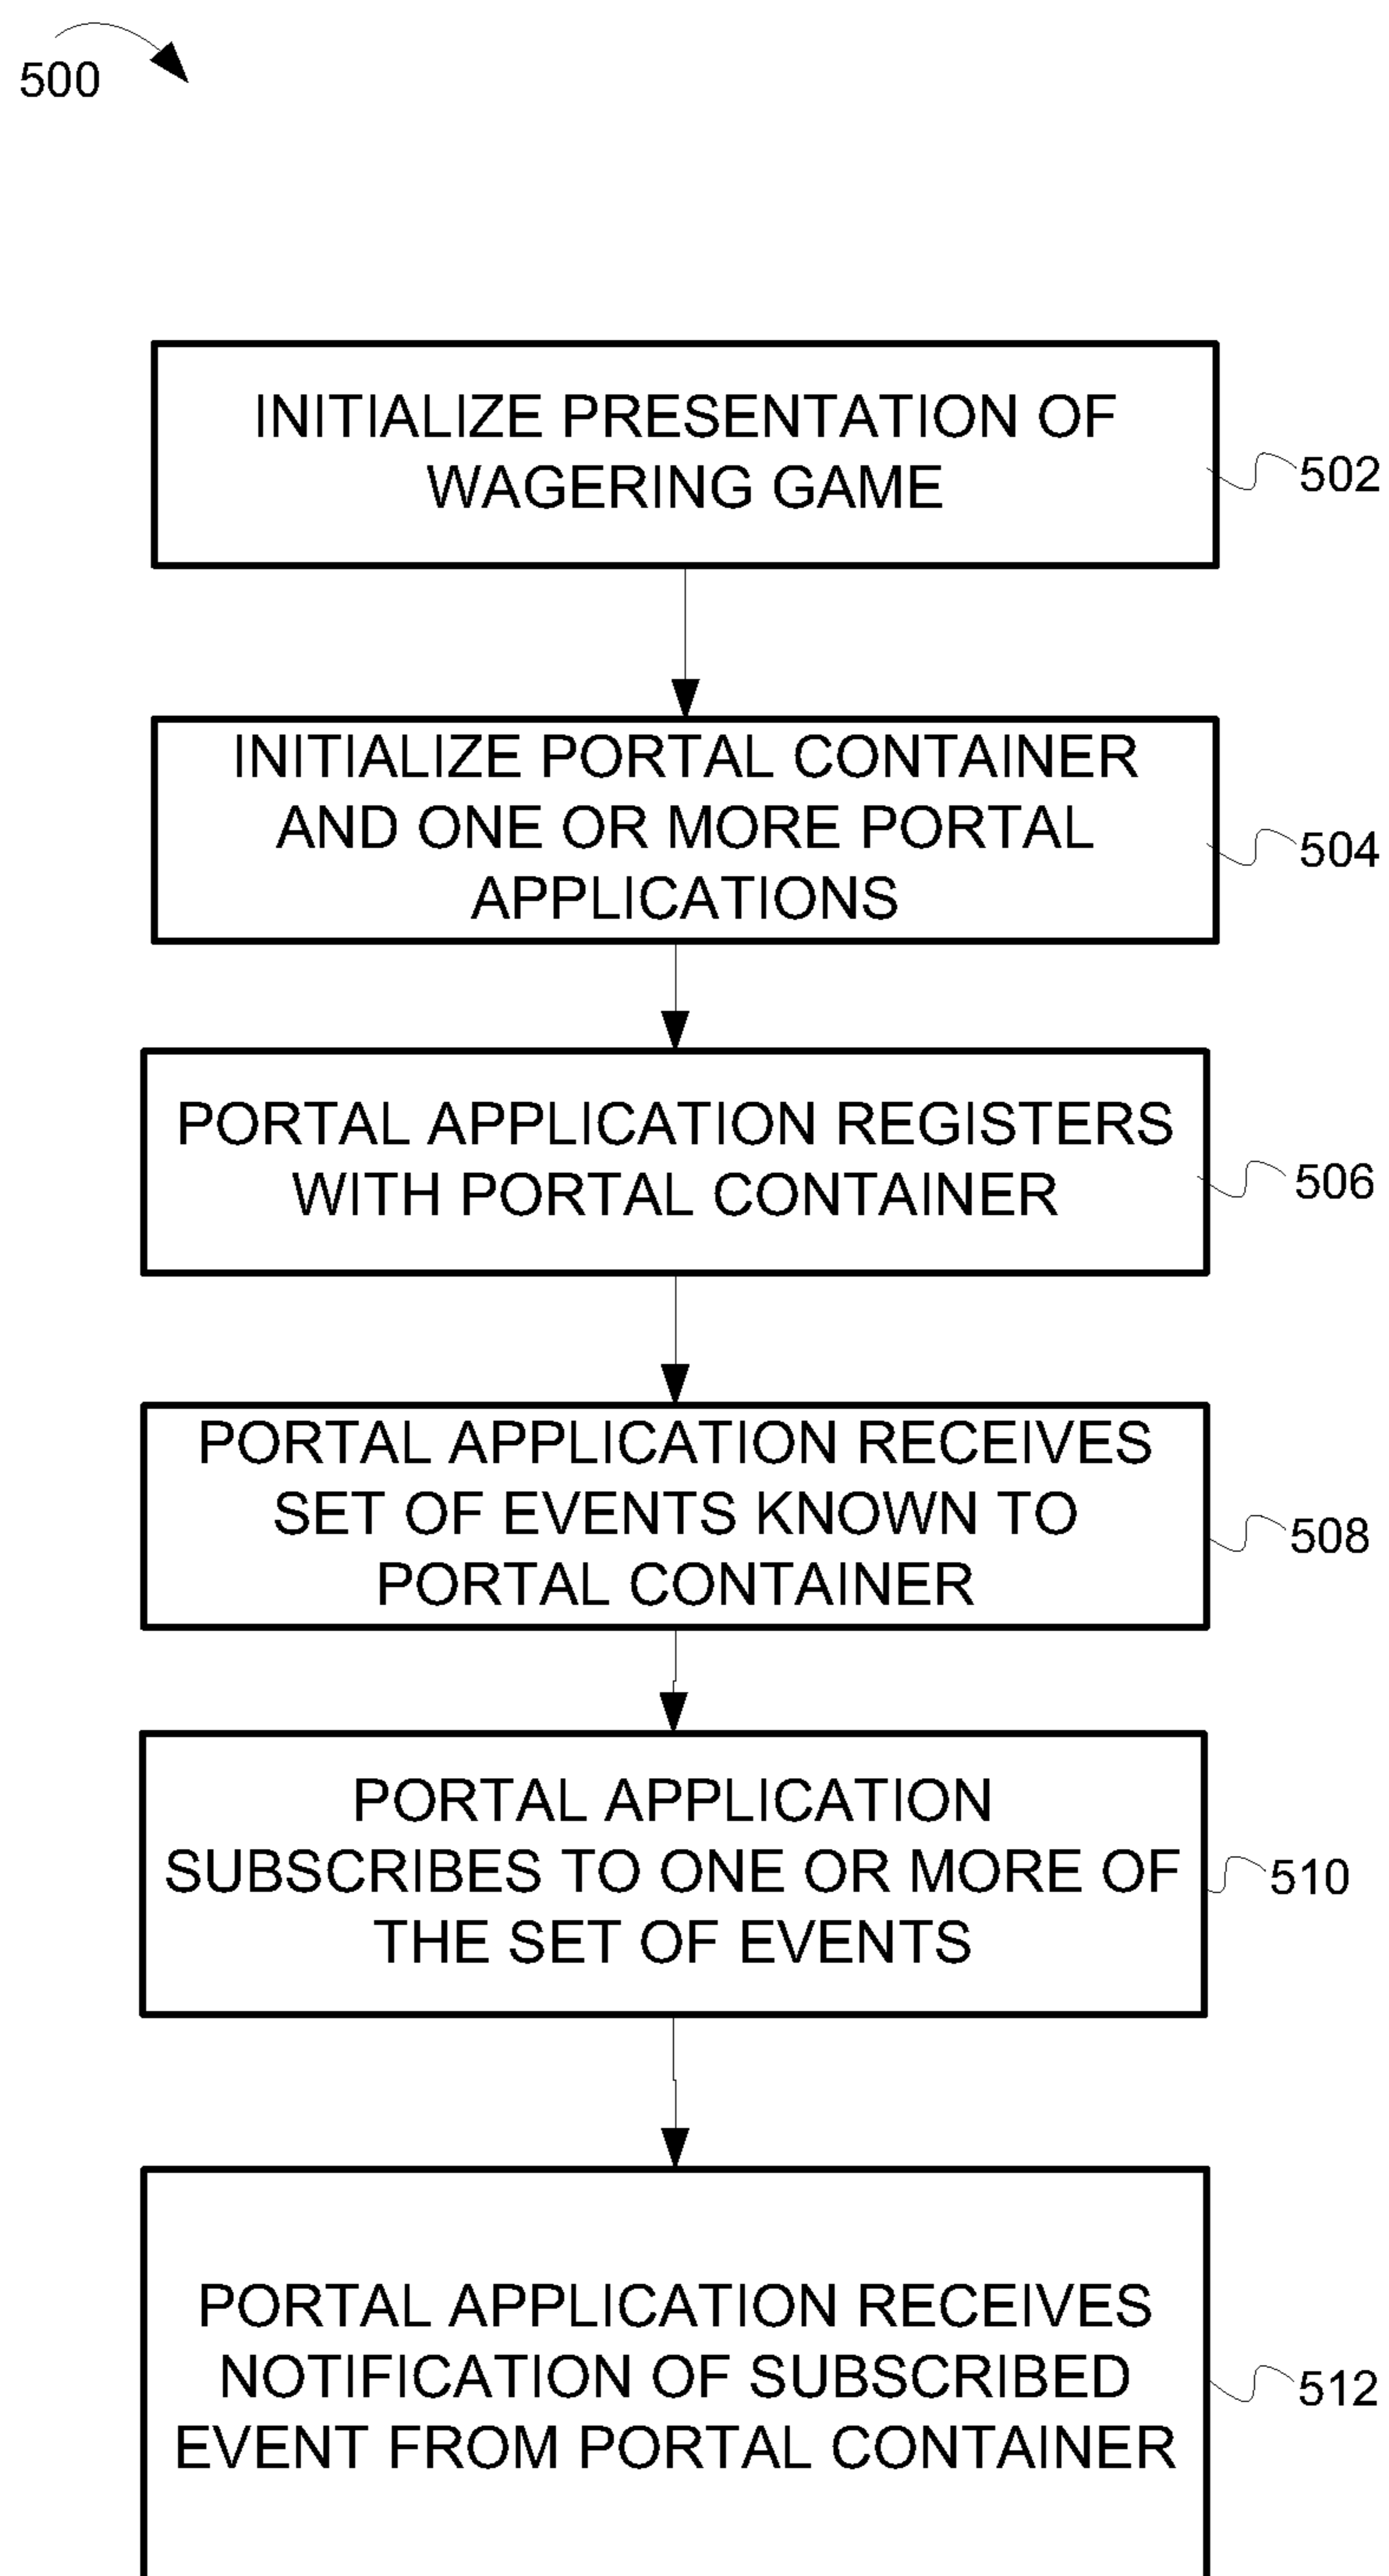 500
INITIALIZE PRESENTATION OF
WAGERING GAME
502
INITIALIZE PORTAL CONTAINER
AND ONE OR MORE PORTAL
APPLICATIONS
504
PORTAL APPLICATION REGISTERS
WITH PORTAL CONTAINER
506
PORTAL APPLICATION RECEIVES
SET OF EVENTS KNOWN TO
PORTAL CONTAINER
508
PORTAL APPLICATION
SUBSCRIBES TO ONE OR MORE OF
THE SET OF EVENTS
510
PORTAL APPLICATION RECEIVES
NOTIFICATION OF SUBSCRIBED
EVENT FROM PORTAL CONTAINER
512